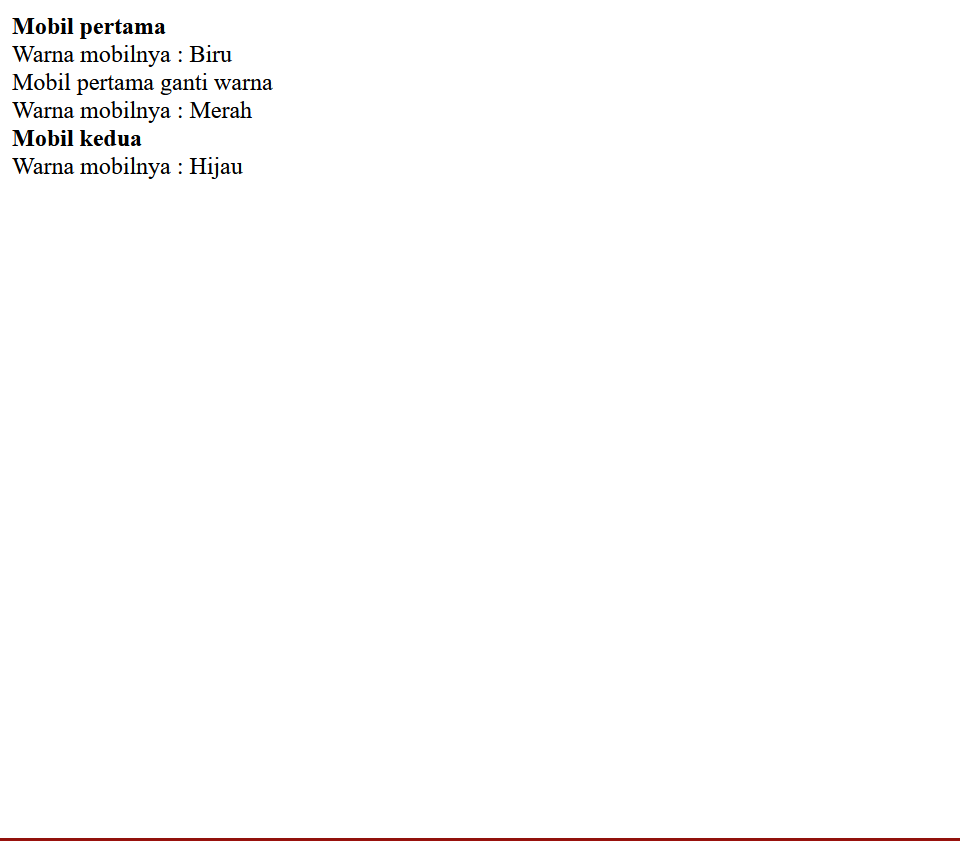 Mobil pertama
Warna mobilnya : Biru
Mobil pertama ganti warna
Warna mobilnya : Merah
Mobil kedua
Warna mobilnya : Hijau